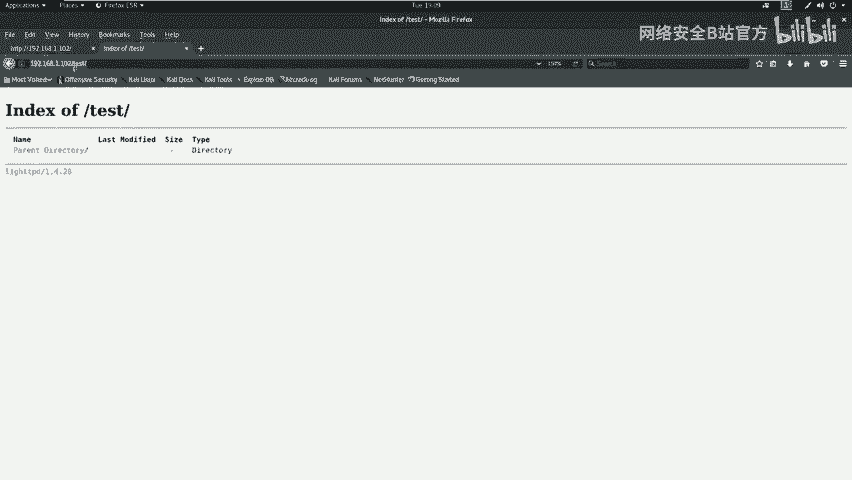 Applications Places Firefox ESR Tue 13:09
Index of /test/ - Mozilla Firefox
File Edit View History Bookmarks Tools Help
网络安全B站官方 bilibili
http://192.168.1.102/ Index of /test/
192.168.1.102/test/ Search
Most Visited Offensive Security Kali Linux Kali Docs Kali Tools Exploit-DB Aircrack-ng Kali Forums NetHunter Getting Started
Index of /test/
Name Last Modified Size Type
Parent Directory/ - Directory
lighttpd/1.4.28